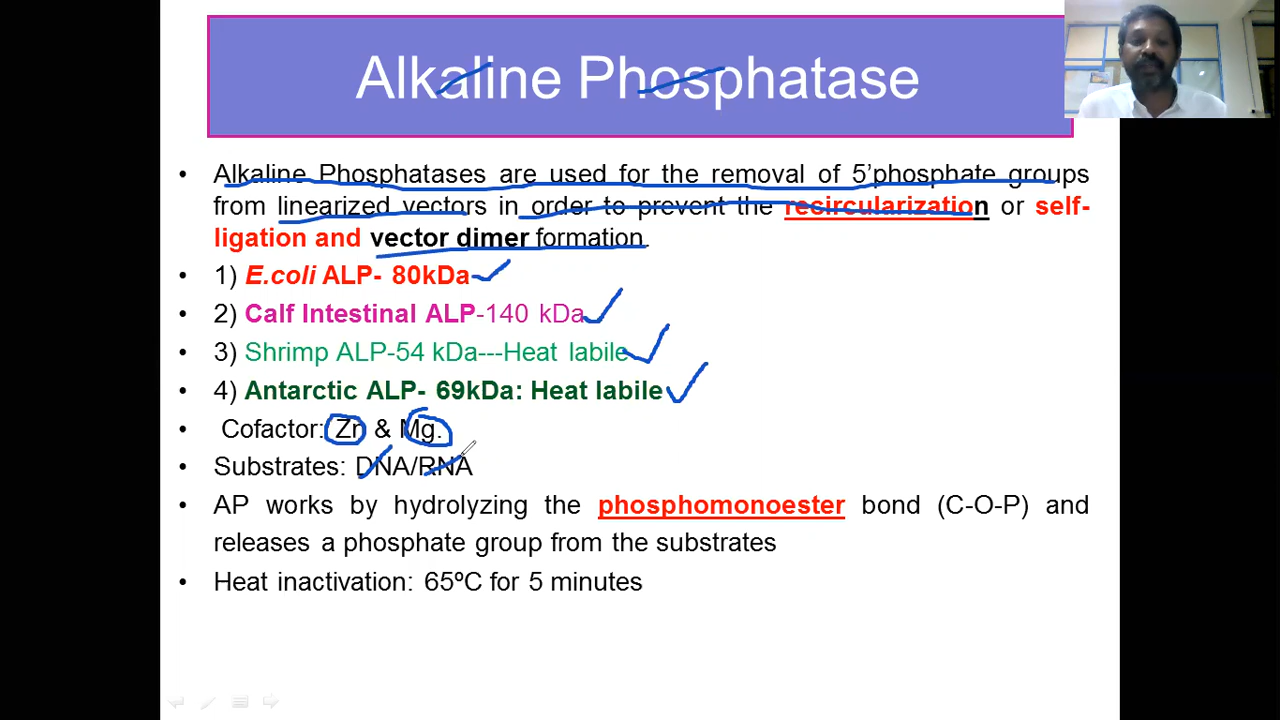 Alkaline Phosphatase
• Alkaline Phosphatases are used for the removal of 5’phosphate groups
from linearized vectors in order to prevent the recircularization or self-
ligation and vector dimer formation.
• 1) E.coli ALP- 80kDa
• 2) Calf Intestinal ALP-140 kDa
• 3) Shrimp ALP-54 kDa---Heat labile
• 4) Antarctic ALP- 69kDa: Heat labile
• Cofactor: Zn & Mg.
• Substrates: DNA/RNA
• AP works by hydrolyzing the phosphomonoester bond (C-O-P) and
releases a phosphate group from the substrates
• Heat inactivation: 65ºC for 5 minutes